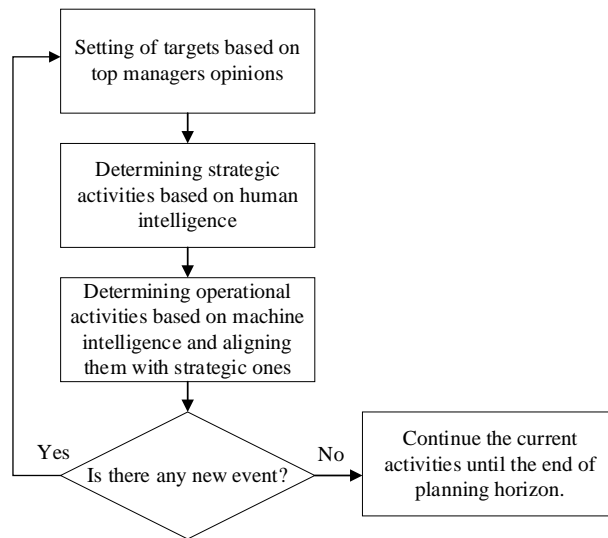 Setting of targets based on
top managers opinions
Determining strategic
activities based on human
intelligence
Determining operational
activities based on machine
intelligence and aligning
them with strategic ones
Yes
Is there any new event?
No
Continue the current
activities until the end of
planning horizon.